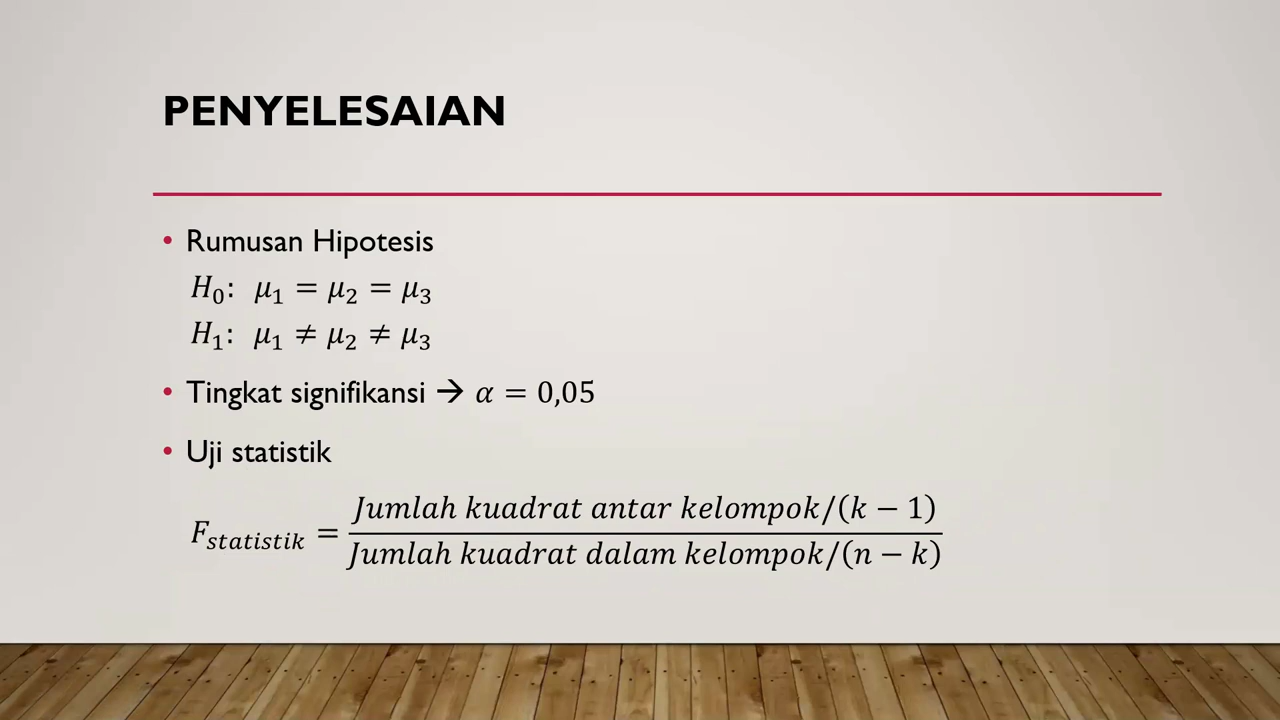 PENYELESAIAN
• Rumusan Hipotesis
H₀: μ₁ = μ₂ = μ₃
H₁: μ₁ ≠ μ₂ ≠ μ₃
• Tingkat signifikansi → α = 0,05
• Uji statistik
F_statistik = Jumlah kuadrat antar kelompok/(k − 1)
Jumlah kuadrat dalam kelompok/(n − k)